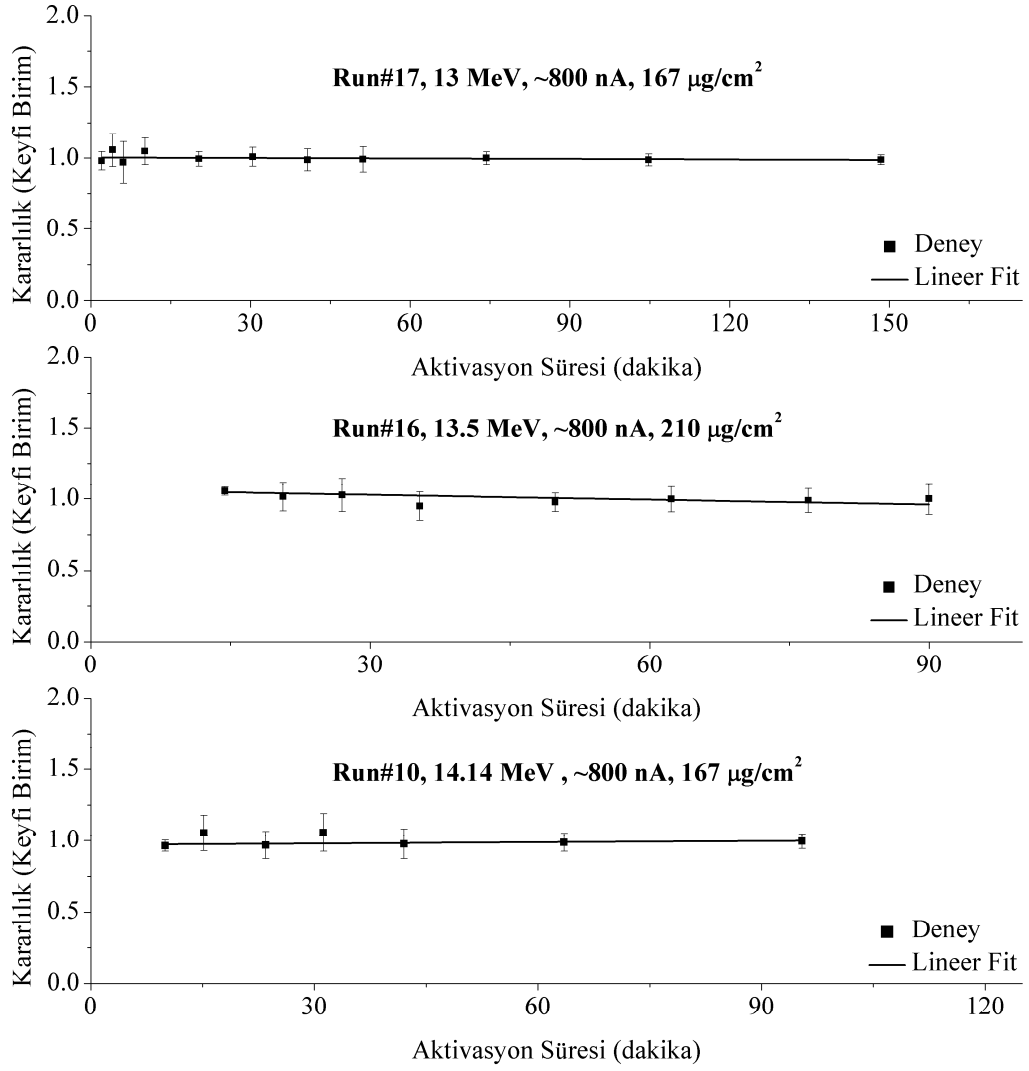 2.0
Run#17, 13 MeV, ~800 nA, 167 μg/cm²
1.5
1.0
0.5
0.0
Kararlılık (Keyfi Birim)
Deney
Lineer Fit
0 30 60 90 120 150
Aktivasyon Süresi (dakika)
2.0
Run#16, 13.5 MeV, ~800 nA, 210 μg/cm²
1.5
1.0
0.5
0.0
Kararlılık (Keyfi Birim)
Deney
Lineer Fit
0 30 60 90
Aktivasyon Süresi (dakika)
2.0
Run#10, 14.14 MeV , ~800 nA, 167 μg/cm²
1.5
1.0
0.5
0.0
Kararlılık (Keyfi Birim)
Deney
Lineer Fit
0 30 60 90 120
Aktivasyon Süresi (dakika)